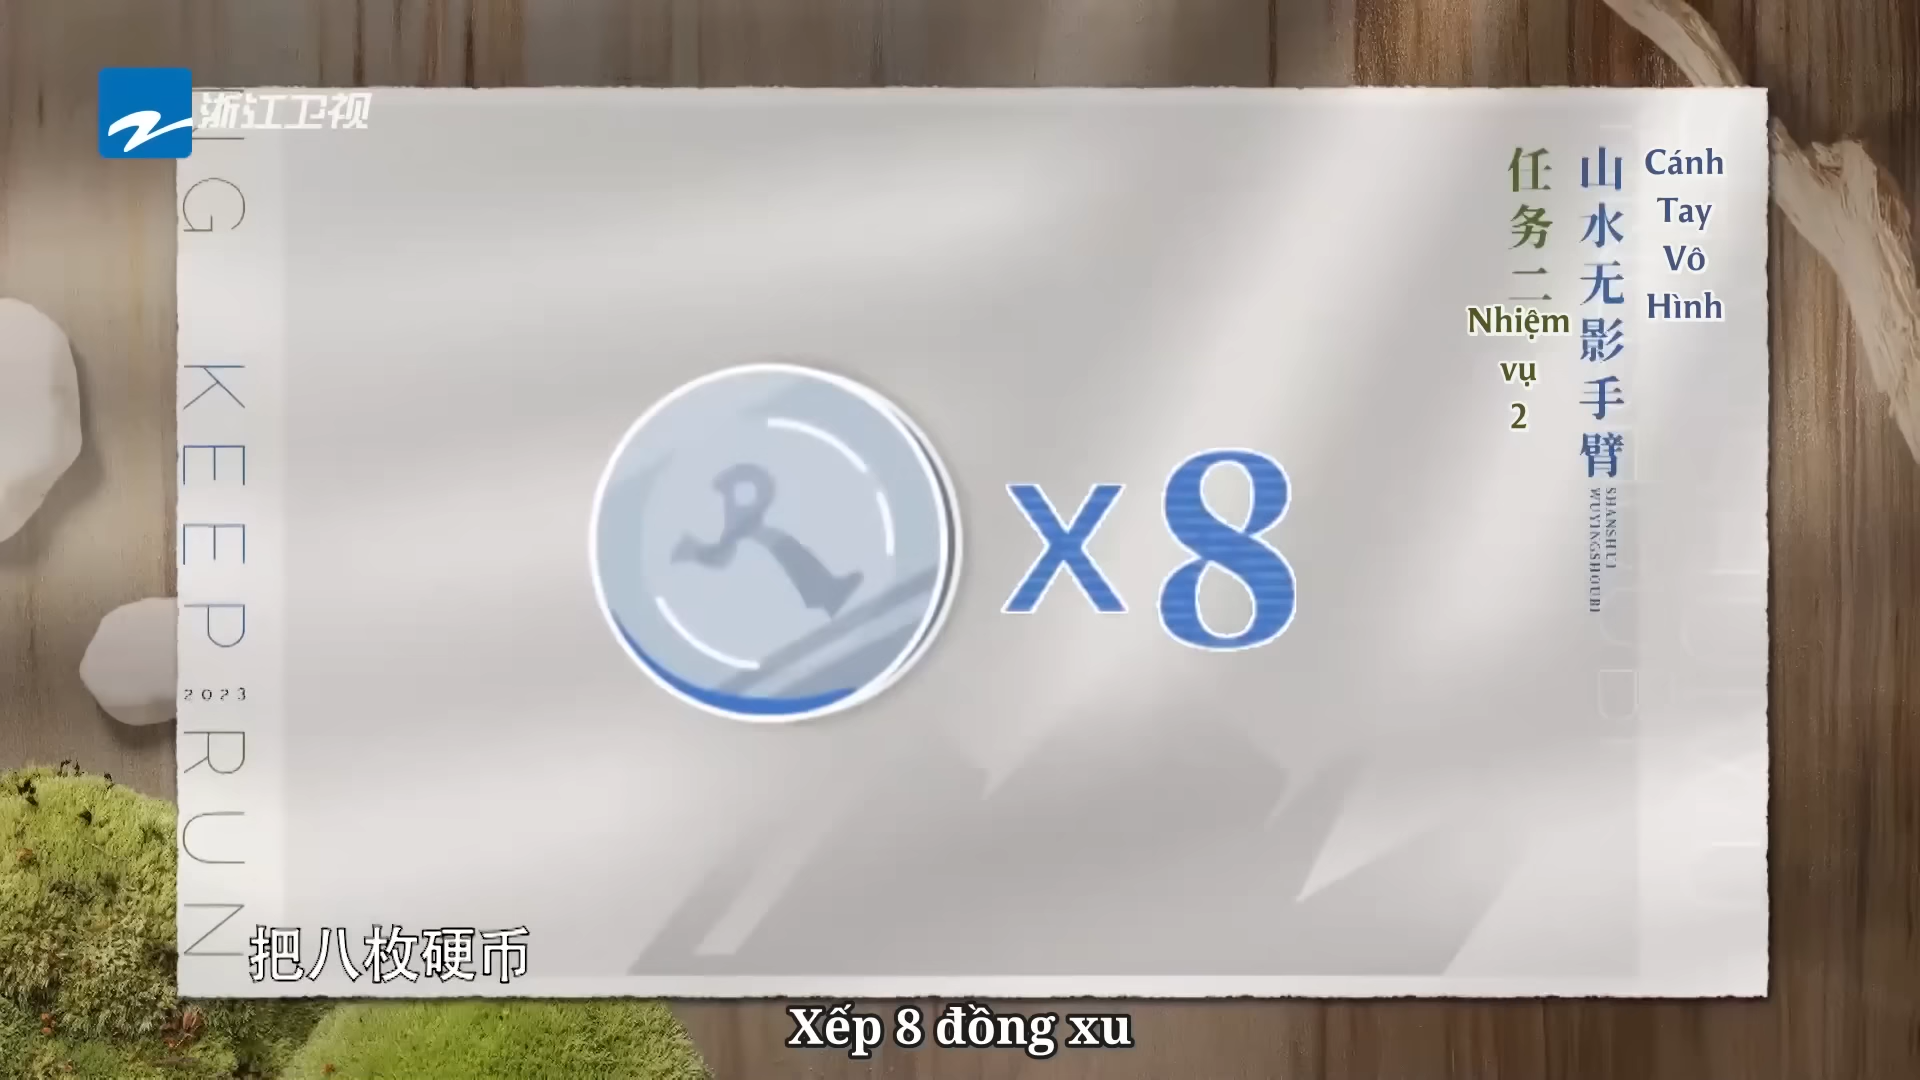 浙江卫视
NG KEEP RUN
2023
Cánh
Tay
Vô
Hình
山水无影手臂
SHANSHUI
WUYINGSHOUBI
任务二
Nhiệm
vụ
2
x8
把八枚硬币
Xếp 8 đồng xu